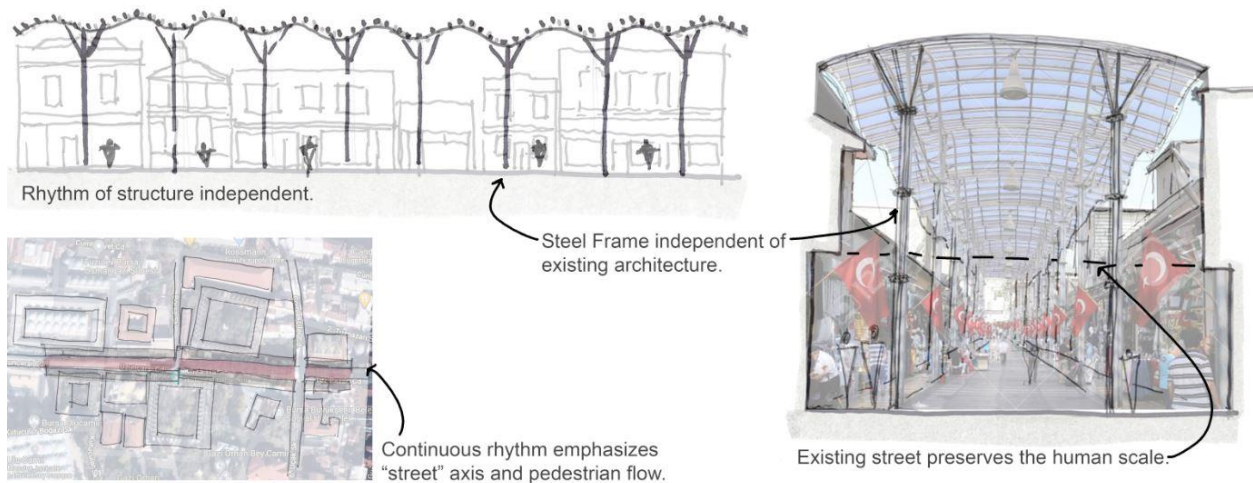 Rhythm of structure independent.
Steel Frame independent of
existing architecture.
Rossmann
Continuous rhythm emphasizes
“street” axis and pedestrian flow.
Existing street preserves the human scale.